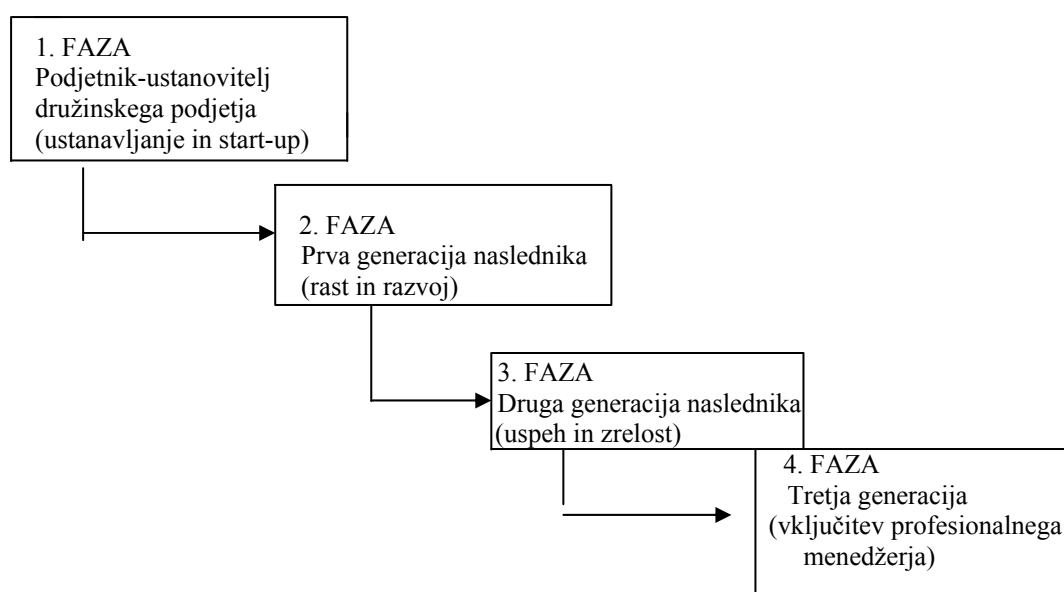 1. FAZA
Podjetnik-ustanovitelj
družinskega podjetja
(ustanavljanje in start-up)
2. FAZA
Prva generacija naslednika
(rast in razvoj)
3. FAZA
Druga generacija naslednika
(uspeh in zrelost)
4. FAZA
Tretja generacija
(vključitev profesionalnega
menedžerja)